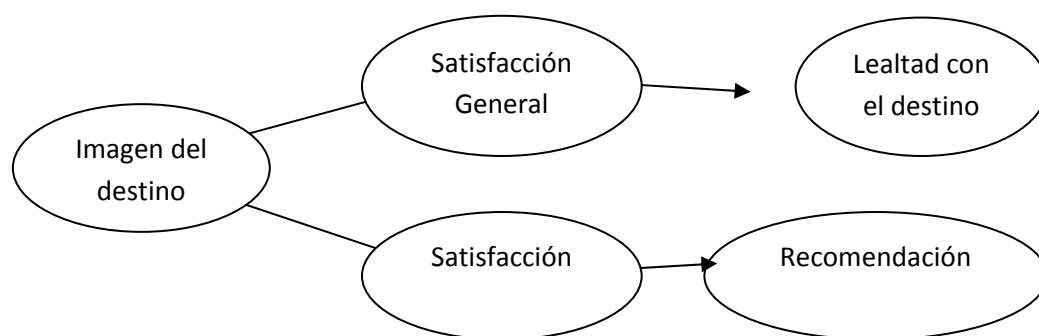 Satisfacción
General
Lealtad con
el destino
Imagen del
destino
Satisfacción
Recomendación